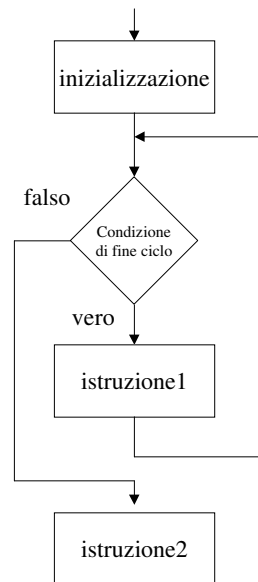 inizializzazione
falso
Condizione
di fine ciclo
vero
istruzione1
istruzione2